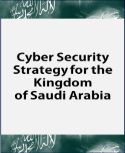 Cyber Security
Strategy for the
Kingdom
of Saudi Arabia